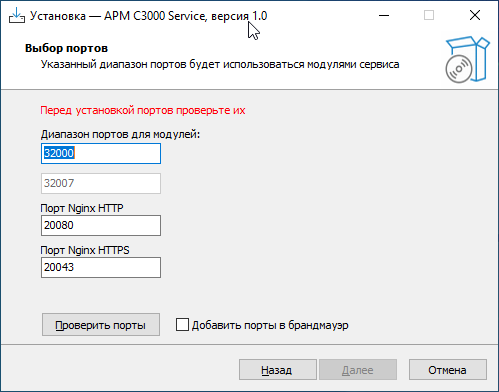 Установка — АРМ С3000 Service, версия 1.0
Выбор портов
Указанный диапазон портов будет использоваться модулями сервиса
Перед установкой портов проверьте их
Диапазон портов для модулей:
32000
32007
Порт Nginx HTTP
20080
Порт Nginx HTTPS
20043
Проверить порты
Добавить порты в брандмауэр
Назад
Далее
Отмена